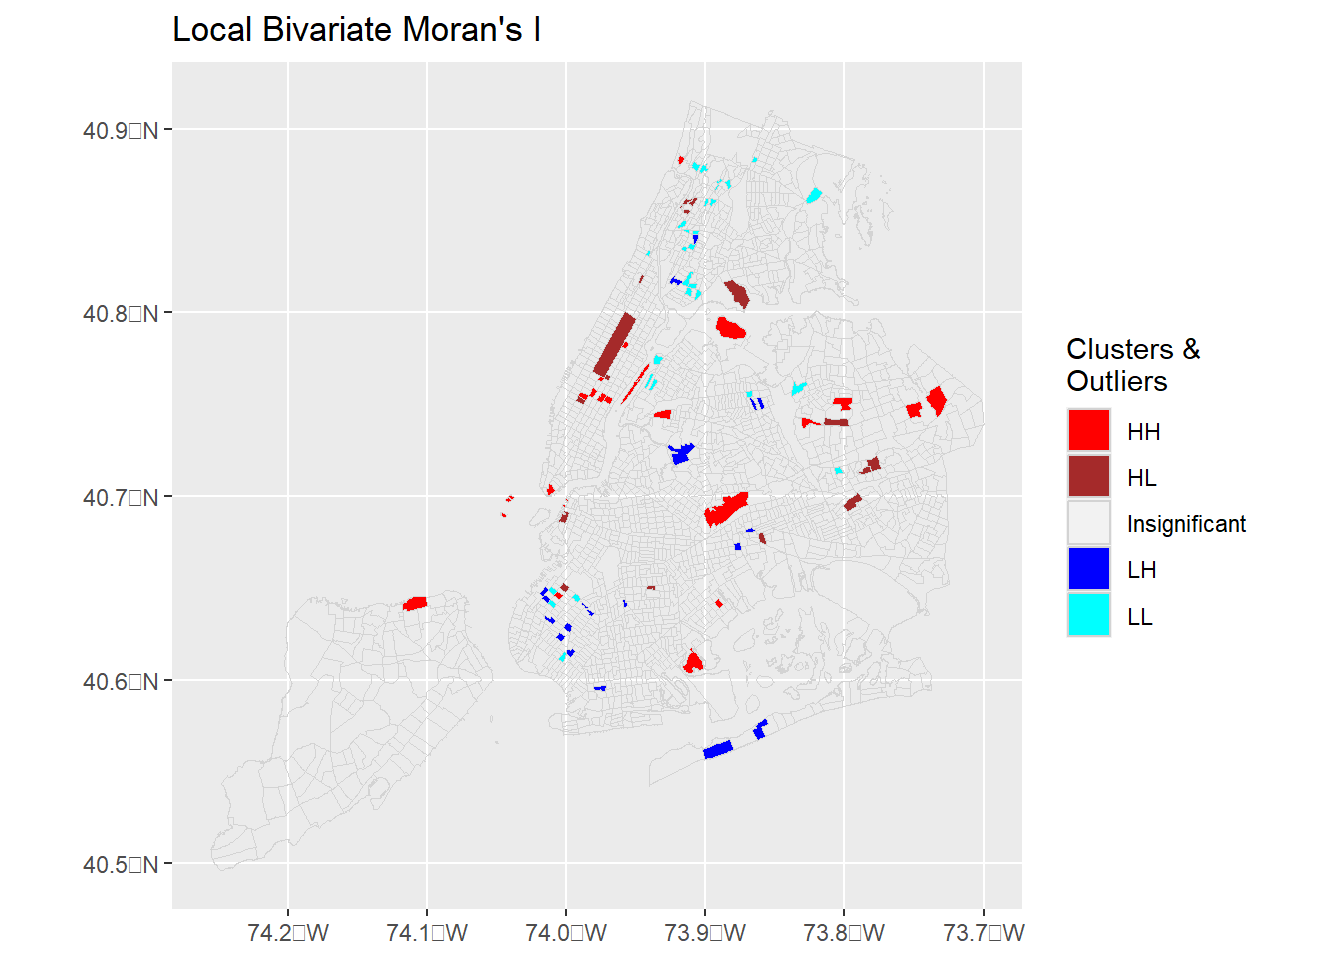 Local Bivariate Moran's I
40.9□N
40.8□N
40.7□N
40.6□N
40.5□N
74.2□W
74.1□W
74.0□W
73.9□W
73.8□W
73.7□W
Clusters &
Outliers
HH
HL
Insignificant
LH
LL